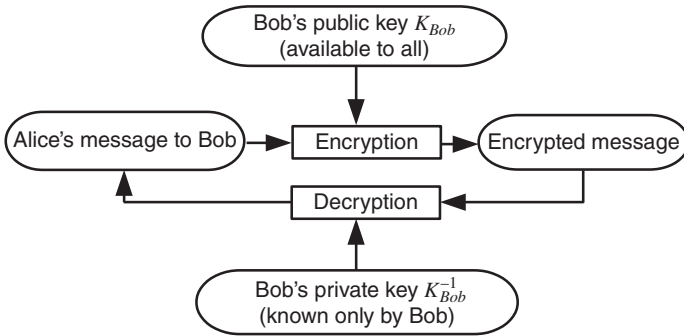 Bob's public key K_Bob
(available to all)
Alice's message to Bob
Encryption
Encrypted message
Decryption
Bob's private key K_Bob^-1
(known only by Bob)